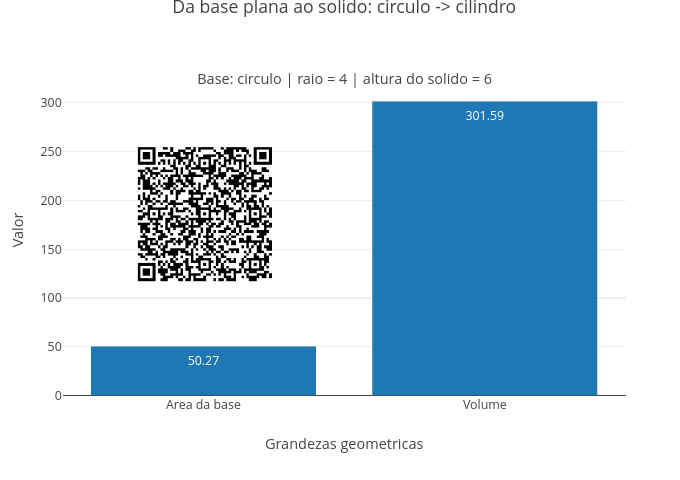 Da base plana ao solido: circulo -> cilindro
Base: circulo | raio = 4 | altura do solido = 6
300
250
200
150
100
50
0
Valor
301.59
50.27
Area da base
Volume
Grandezas geometricas